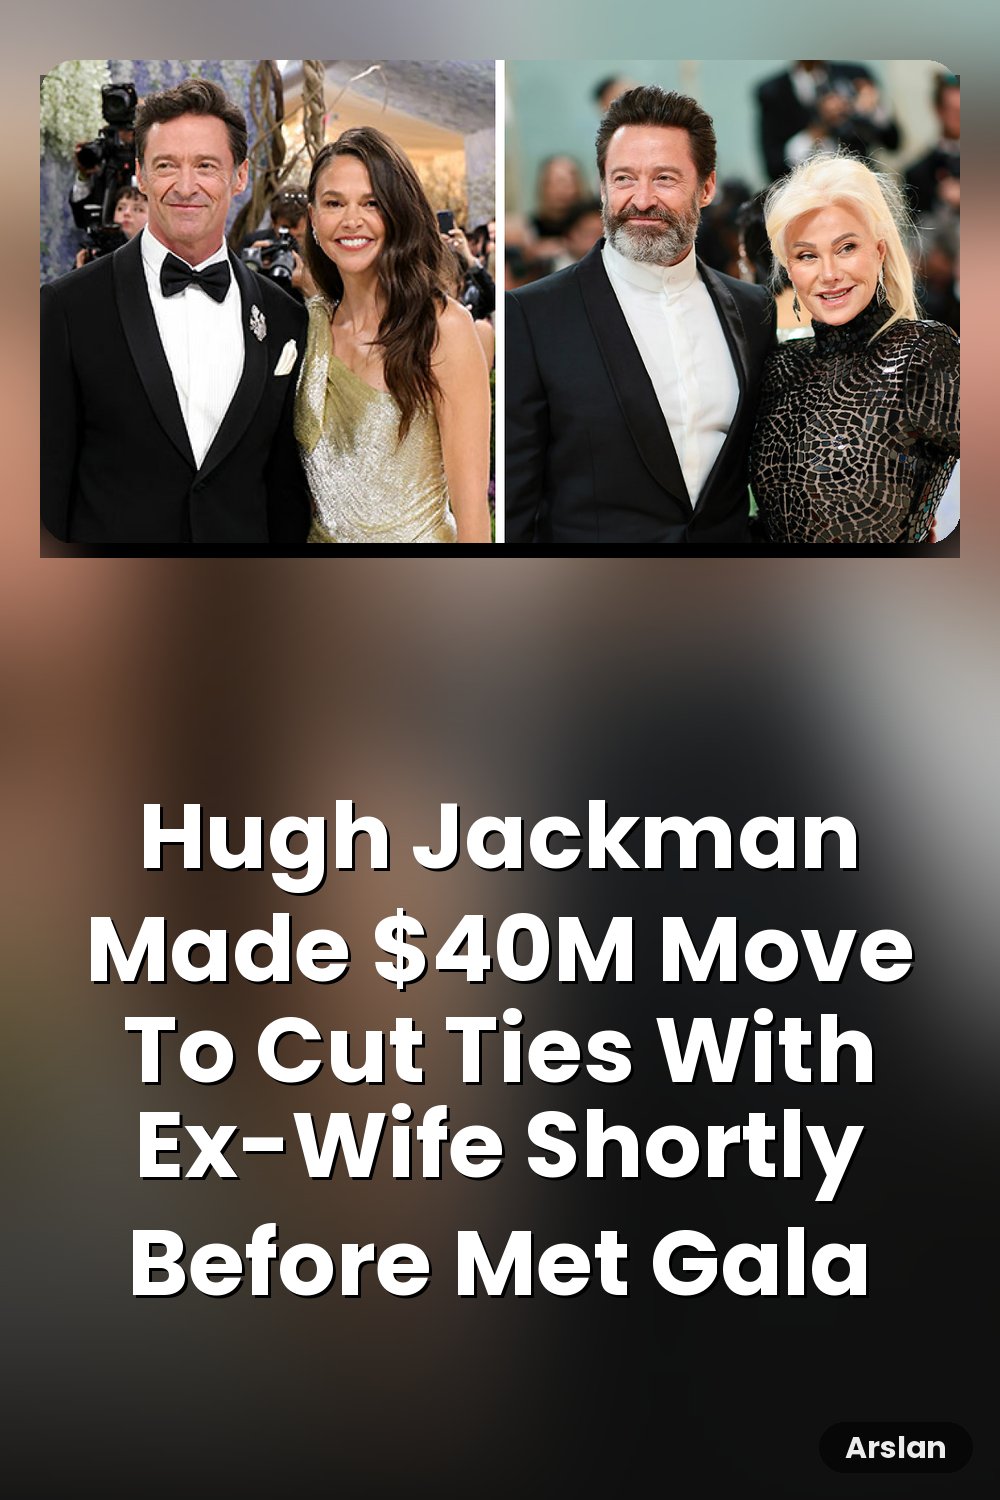 Hugh Jackman
Made $40M Move
To Cut Ties With
Ex-Wife Shortly
Before Met Gala
Arslan